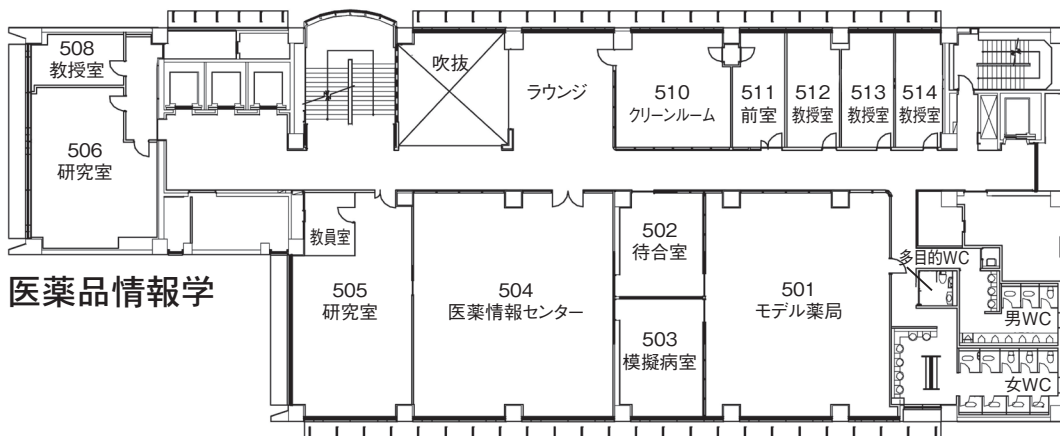 508
教授室
506
研究室
吹抜
ラウンジ
510
クリーンルーム
511
前室
512
教授室
513
教授室
514
教授室
教員室
505
研究室
504
医薬情報センター
502
待合室
503
模擬病室
501
モデル薬局
多目的WC
男WC
女WC
医薬品情報学